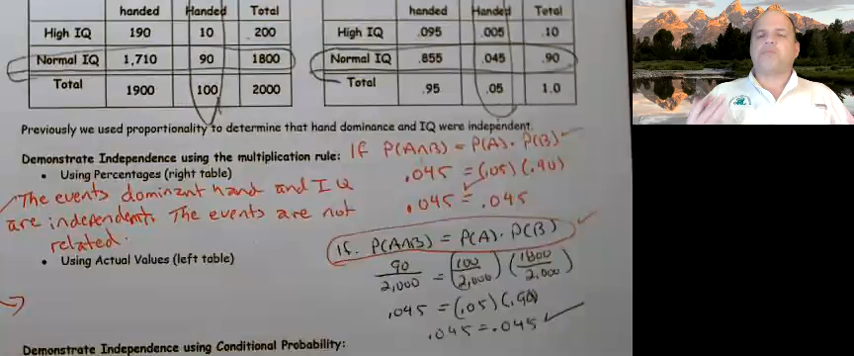 handed Handed Total
High IQ 190 10 200
Normal IQ 1,710 90 1800
Total 1900 100 2000
handed Handed Total
High IQ .095 .005 .10
Normal IQ .855 .045 .90
Total .95 .05 1.0
Previously we used proportionality to determine that hand dominance and IQ were independent.
Demonstrate Independence using the multiplication rule: If P(A∩B) = P(A) · P(B)
• Using Percentages (right table)
.045 = (.05) (.90)
.045 = .045
The events dominant hand and IQ
are independent. The events are not
related.
If P(A∩B) = P(A) · P(B)
• Using Actual Values (left table)
90/2,000 = (100/2,000) (1800/2,000)
.045 = (.05) (.90)
.045 = .045
Demonstrate Independence using Conditional Probability: